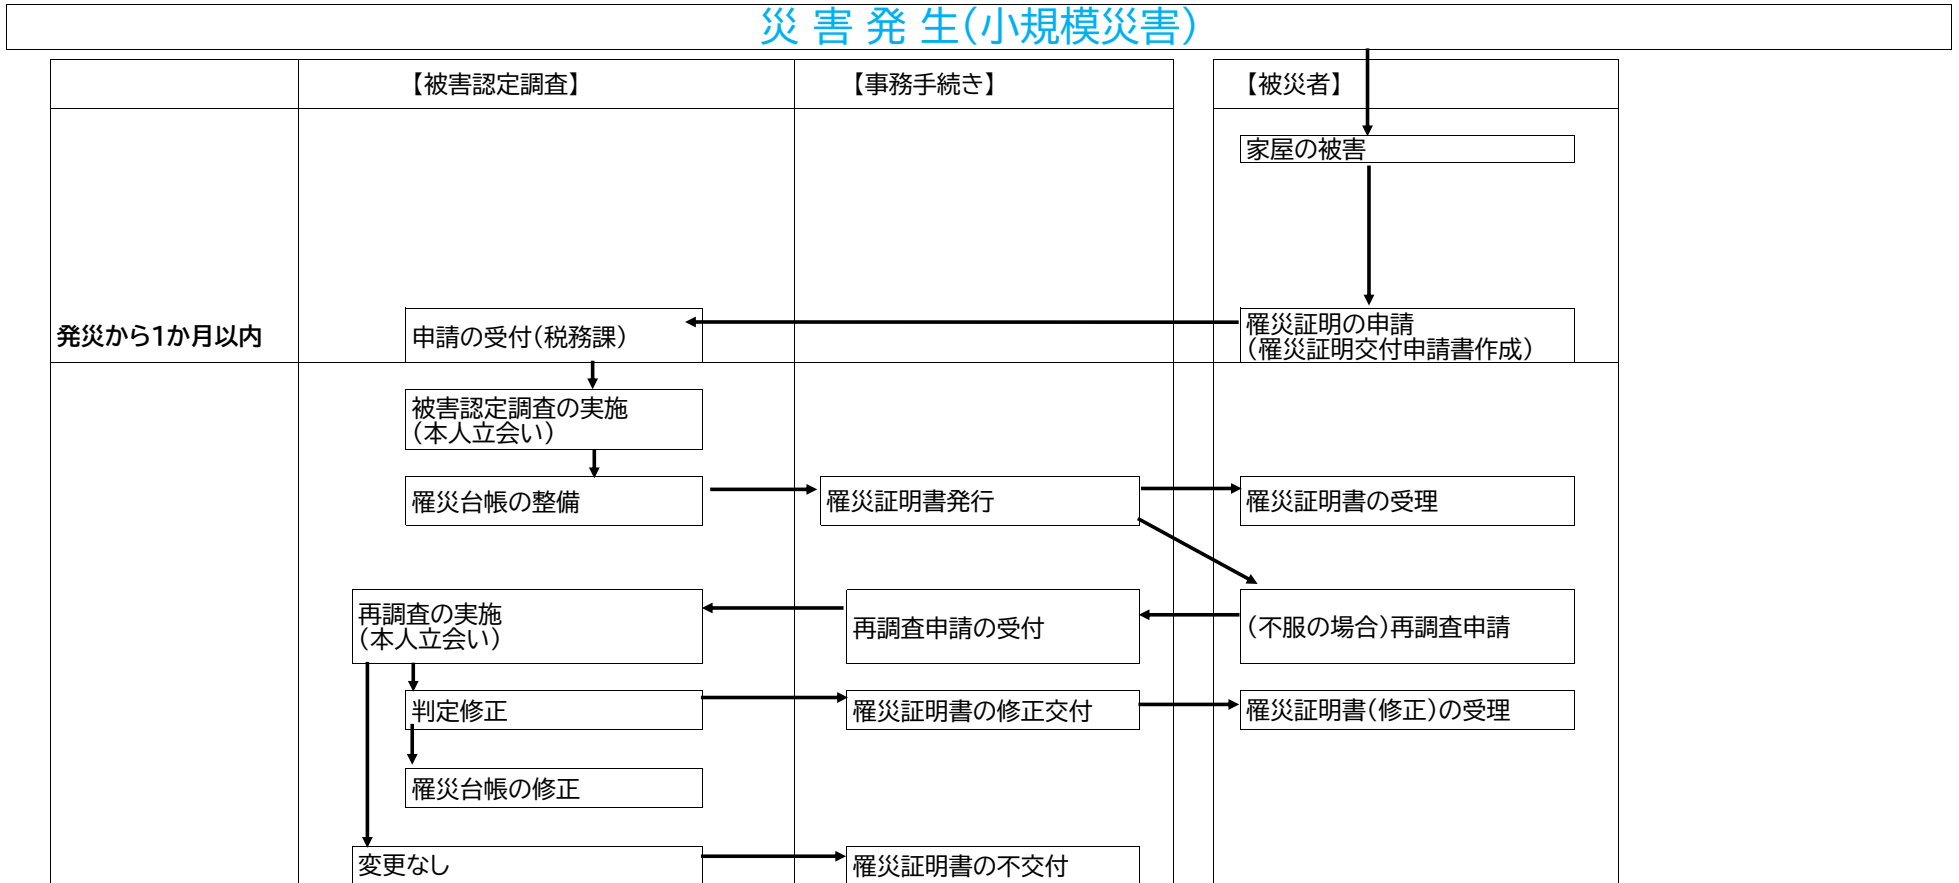 災 害 発 生（小規模災害）
【被害認定調査】
【事務手続き】
【被災者】
家屋の被害
発災から1か月以内
申請の受付（税務課）
罹災証明の申請
（罹災証明交付申請書作成）
被害認定調査の実施
（本人立会い）
罹災台帳の整備
罹災証明書発行
罹災証明書の受理
再調査の実施
（本人立会い）
再調査申請の受付
（不服の場合）再調査申請
判定修正
罹災証明書の修正交付
罹災証明書（修正）の受理
罹災台帳の修正
変更なし
罹災証明書の不交付